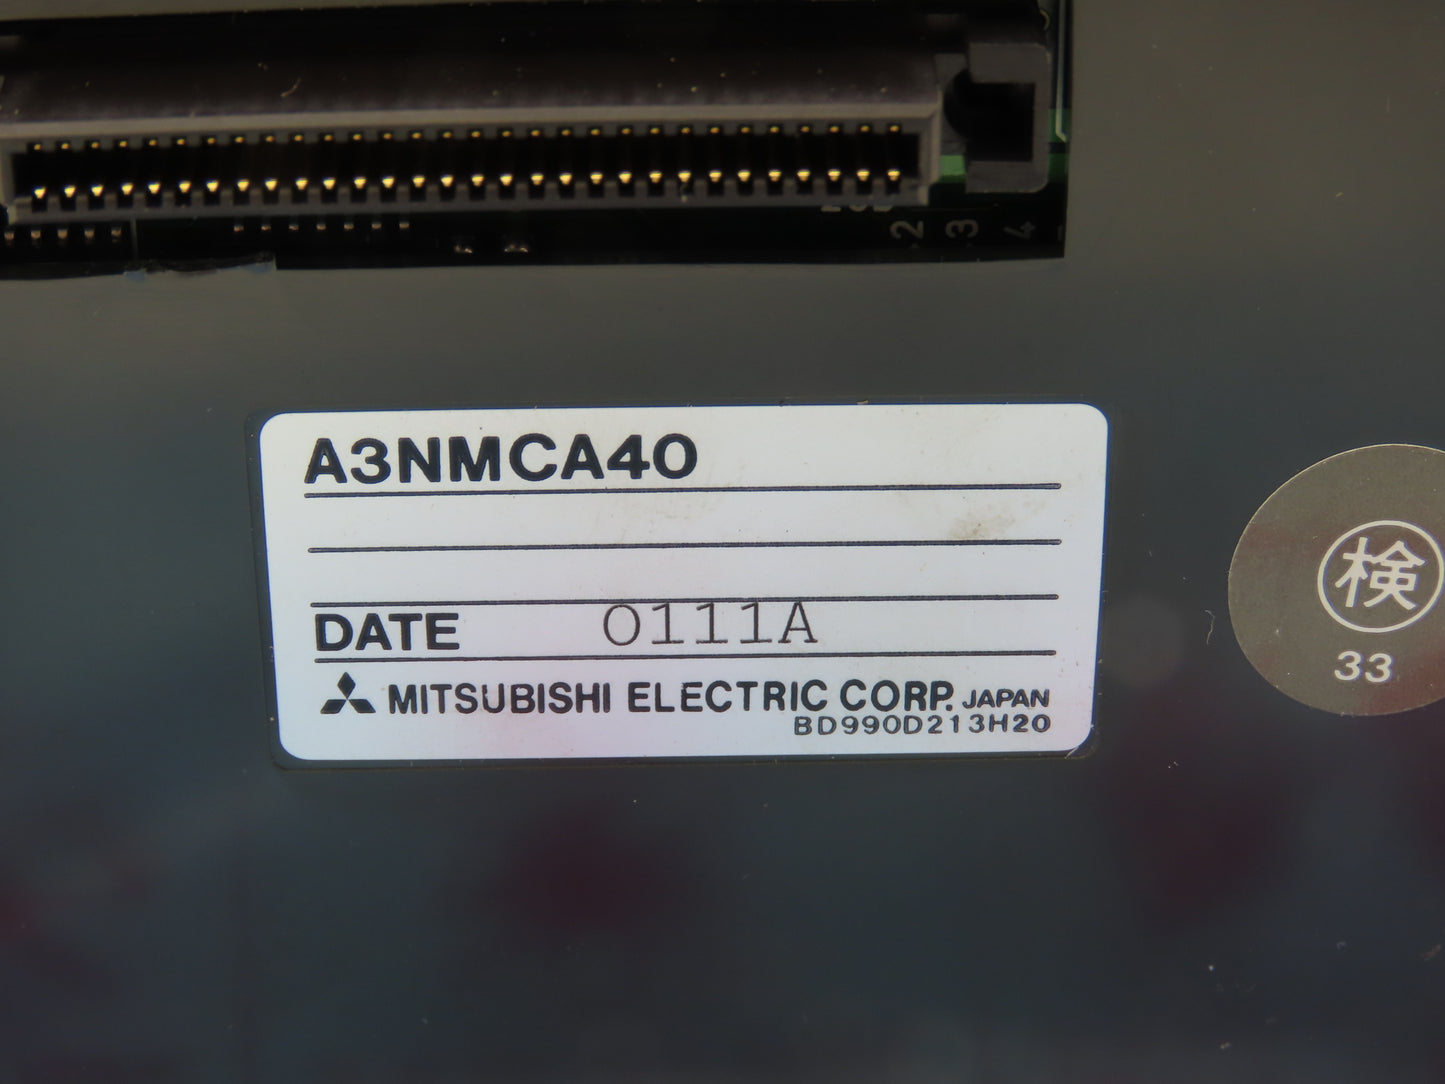 2
3
4
A3NMCA40
DATE 0111A
MITSUBISHI ELECTRIC CORP. JAPAN
BD990D213H20
検
33